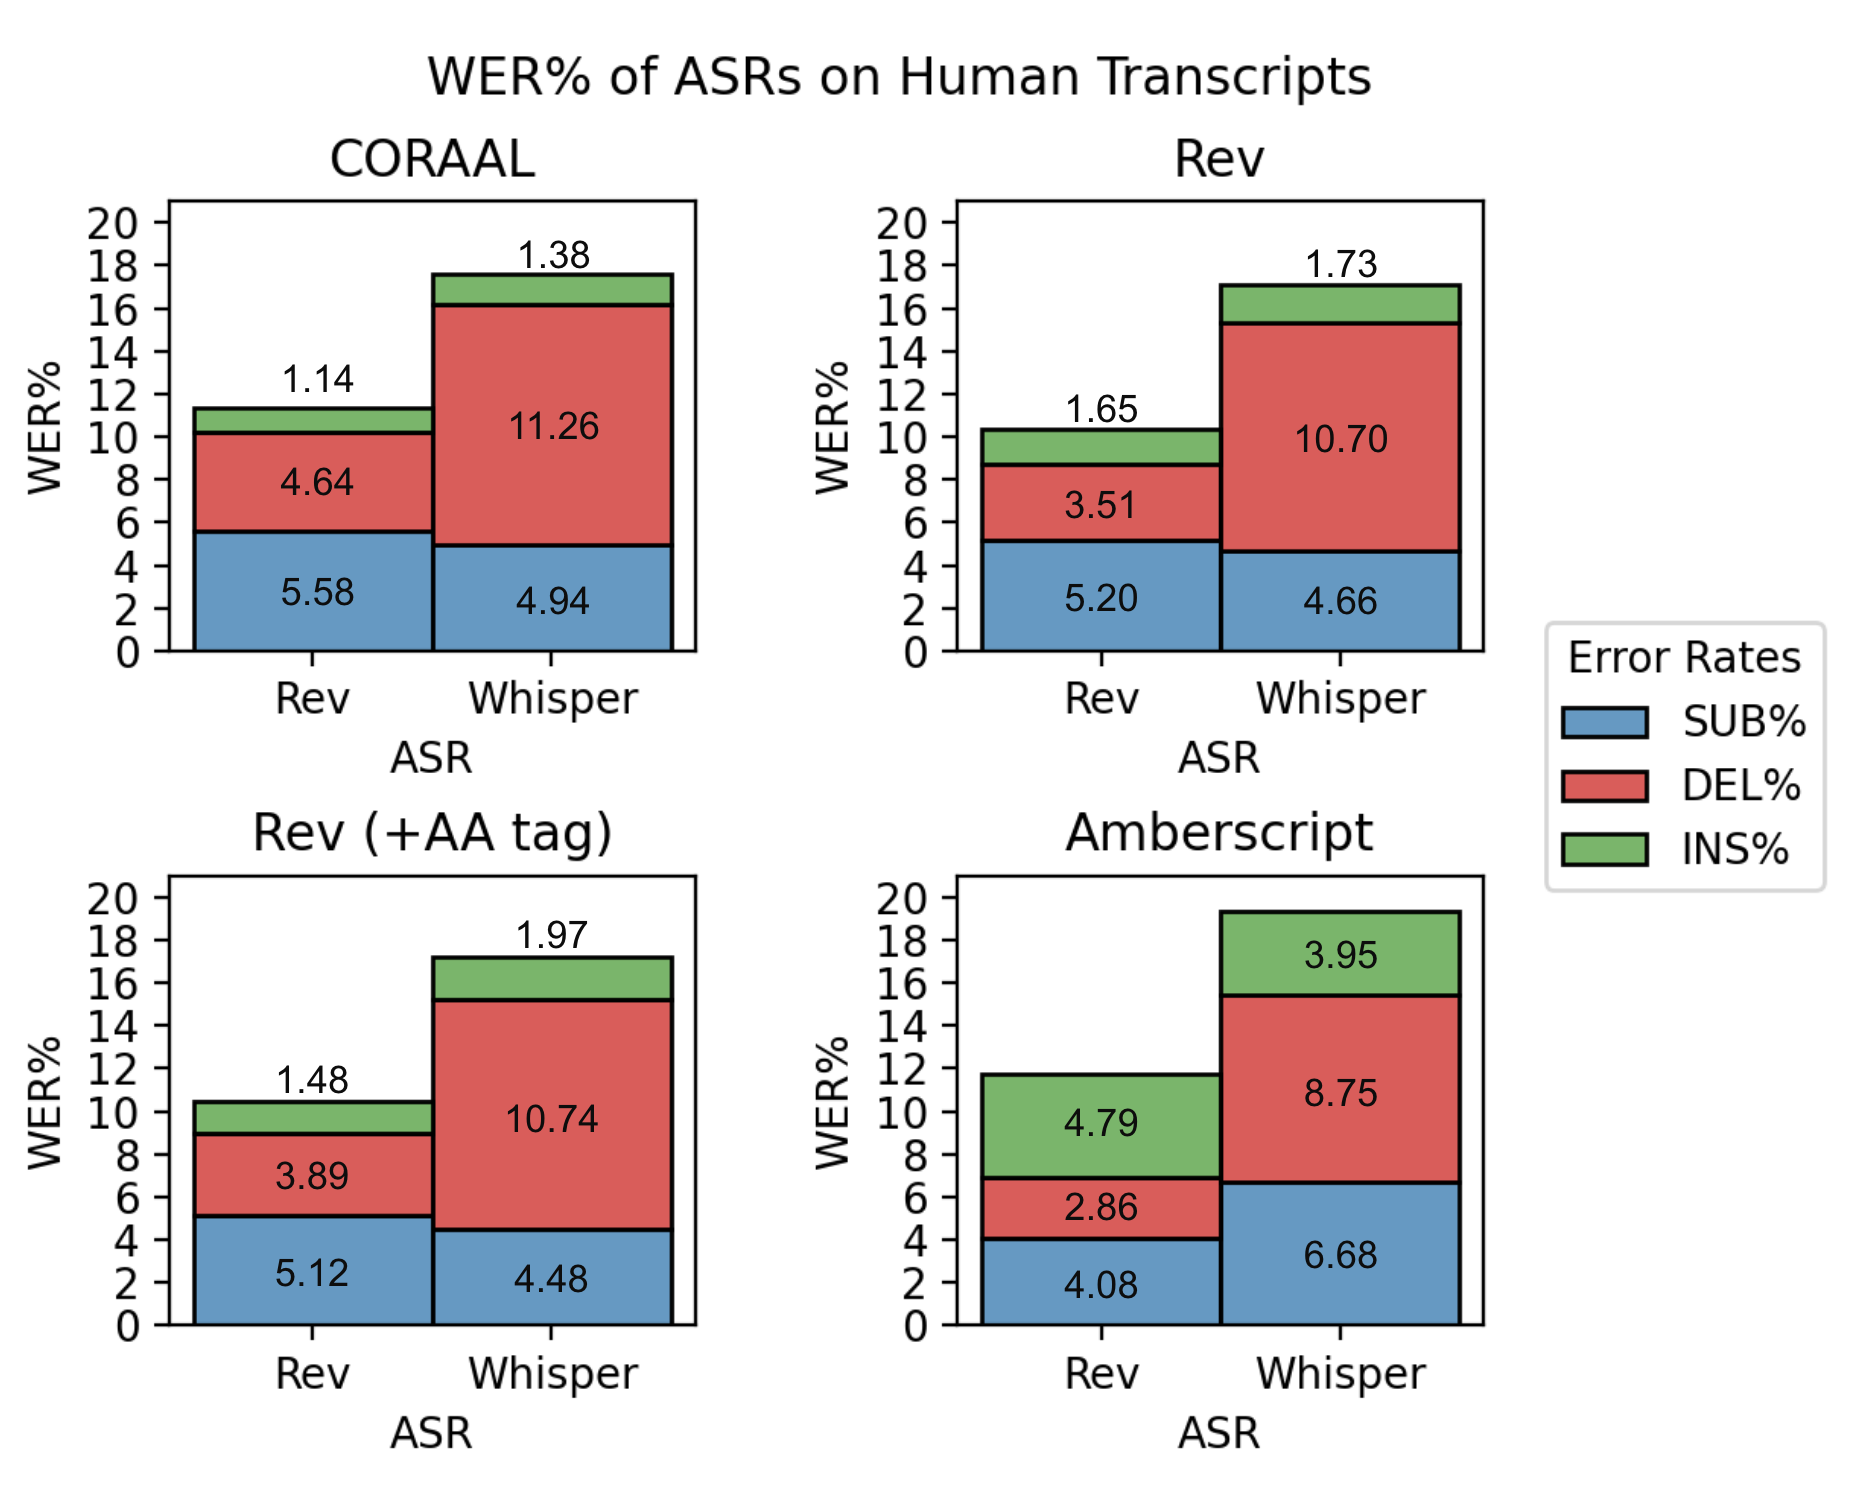 WER% of ASRs on Human Transcripts
CORAAL
WER%
20
18
16
14
12
10
8
6
4
2
0
1.14
4.64
5.58
1.38
11.26
4.94
Rev
Whisper
ASR
Rev
WER%
20
18
16
14
12
10
8
6
4
2
0
1.65
3.51
5.20
1.73
10.70
4.66
Rev
Whisper
ASR
Rev (+AA tag)
WER%
20
18
16
14
12
10
8
6
4
2
0
1.48
3.89
5.12
1.97
10.74
4.48
Rev
Whisper
ASR
Amberscript
WER%
20
18
16
14
12
10
8
6
4
2
0
4.79
2.86
4.08
3.95
8.75
6.68
Rev
Whisper
ASR
Error Rates
SUB%
DEL%
INS%